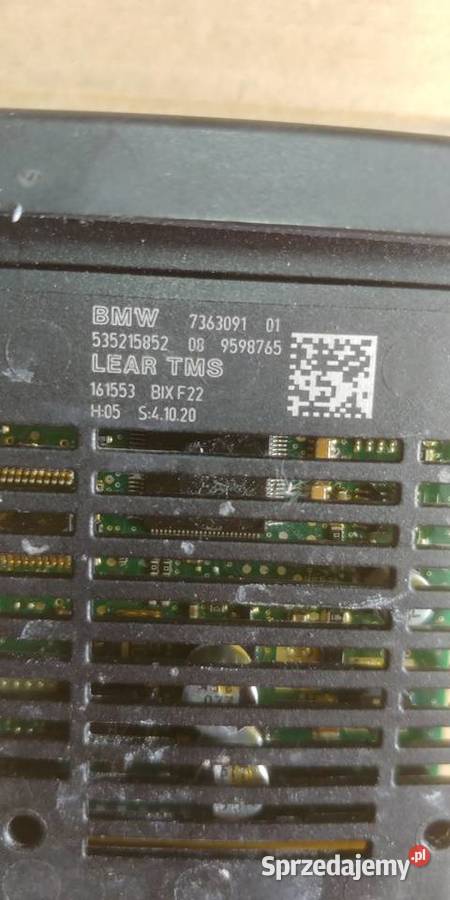 BMW 7363091 01
535215852 08 9598765
LEAR TMS
161553 BIX F22
H:05 S:4.10.20
Sprzedajemy.pl